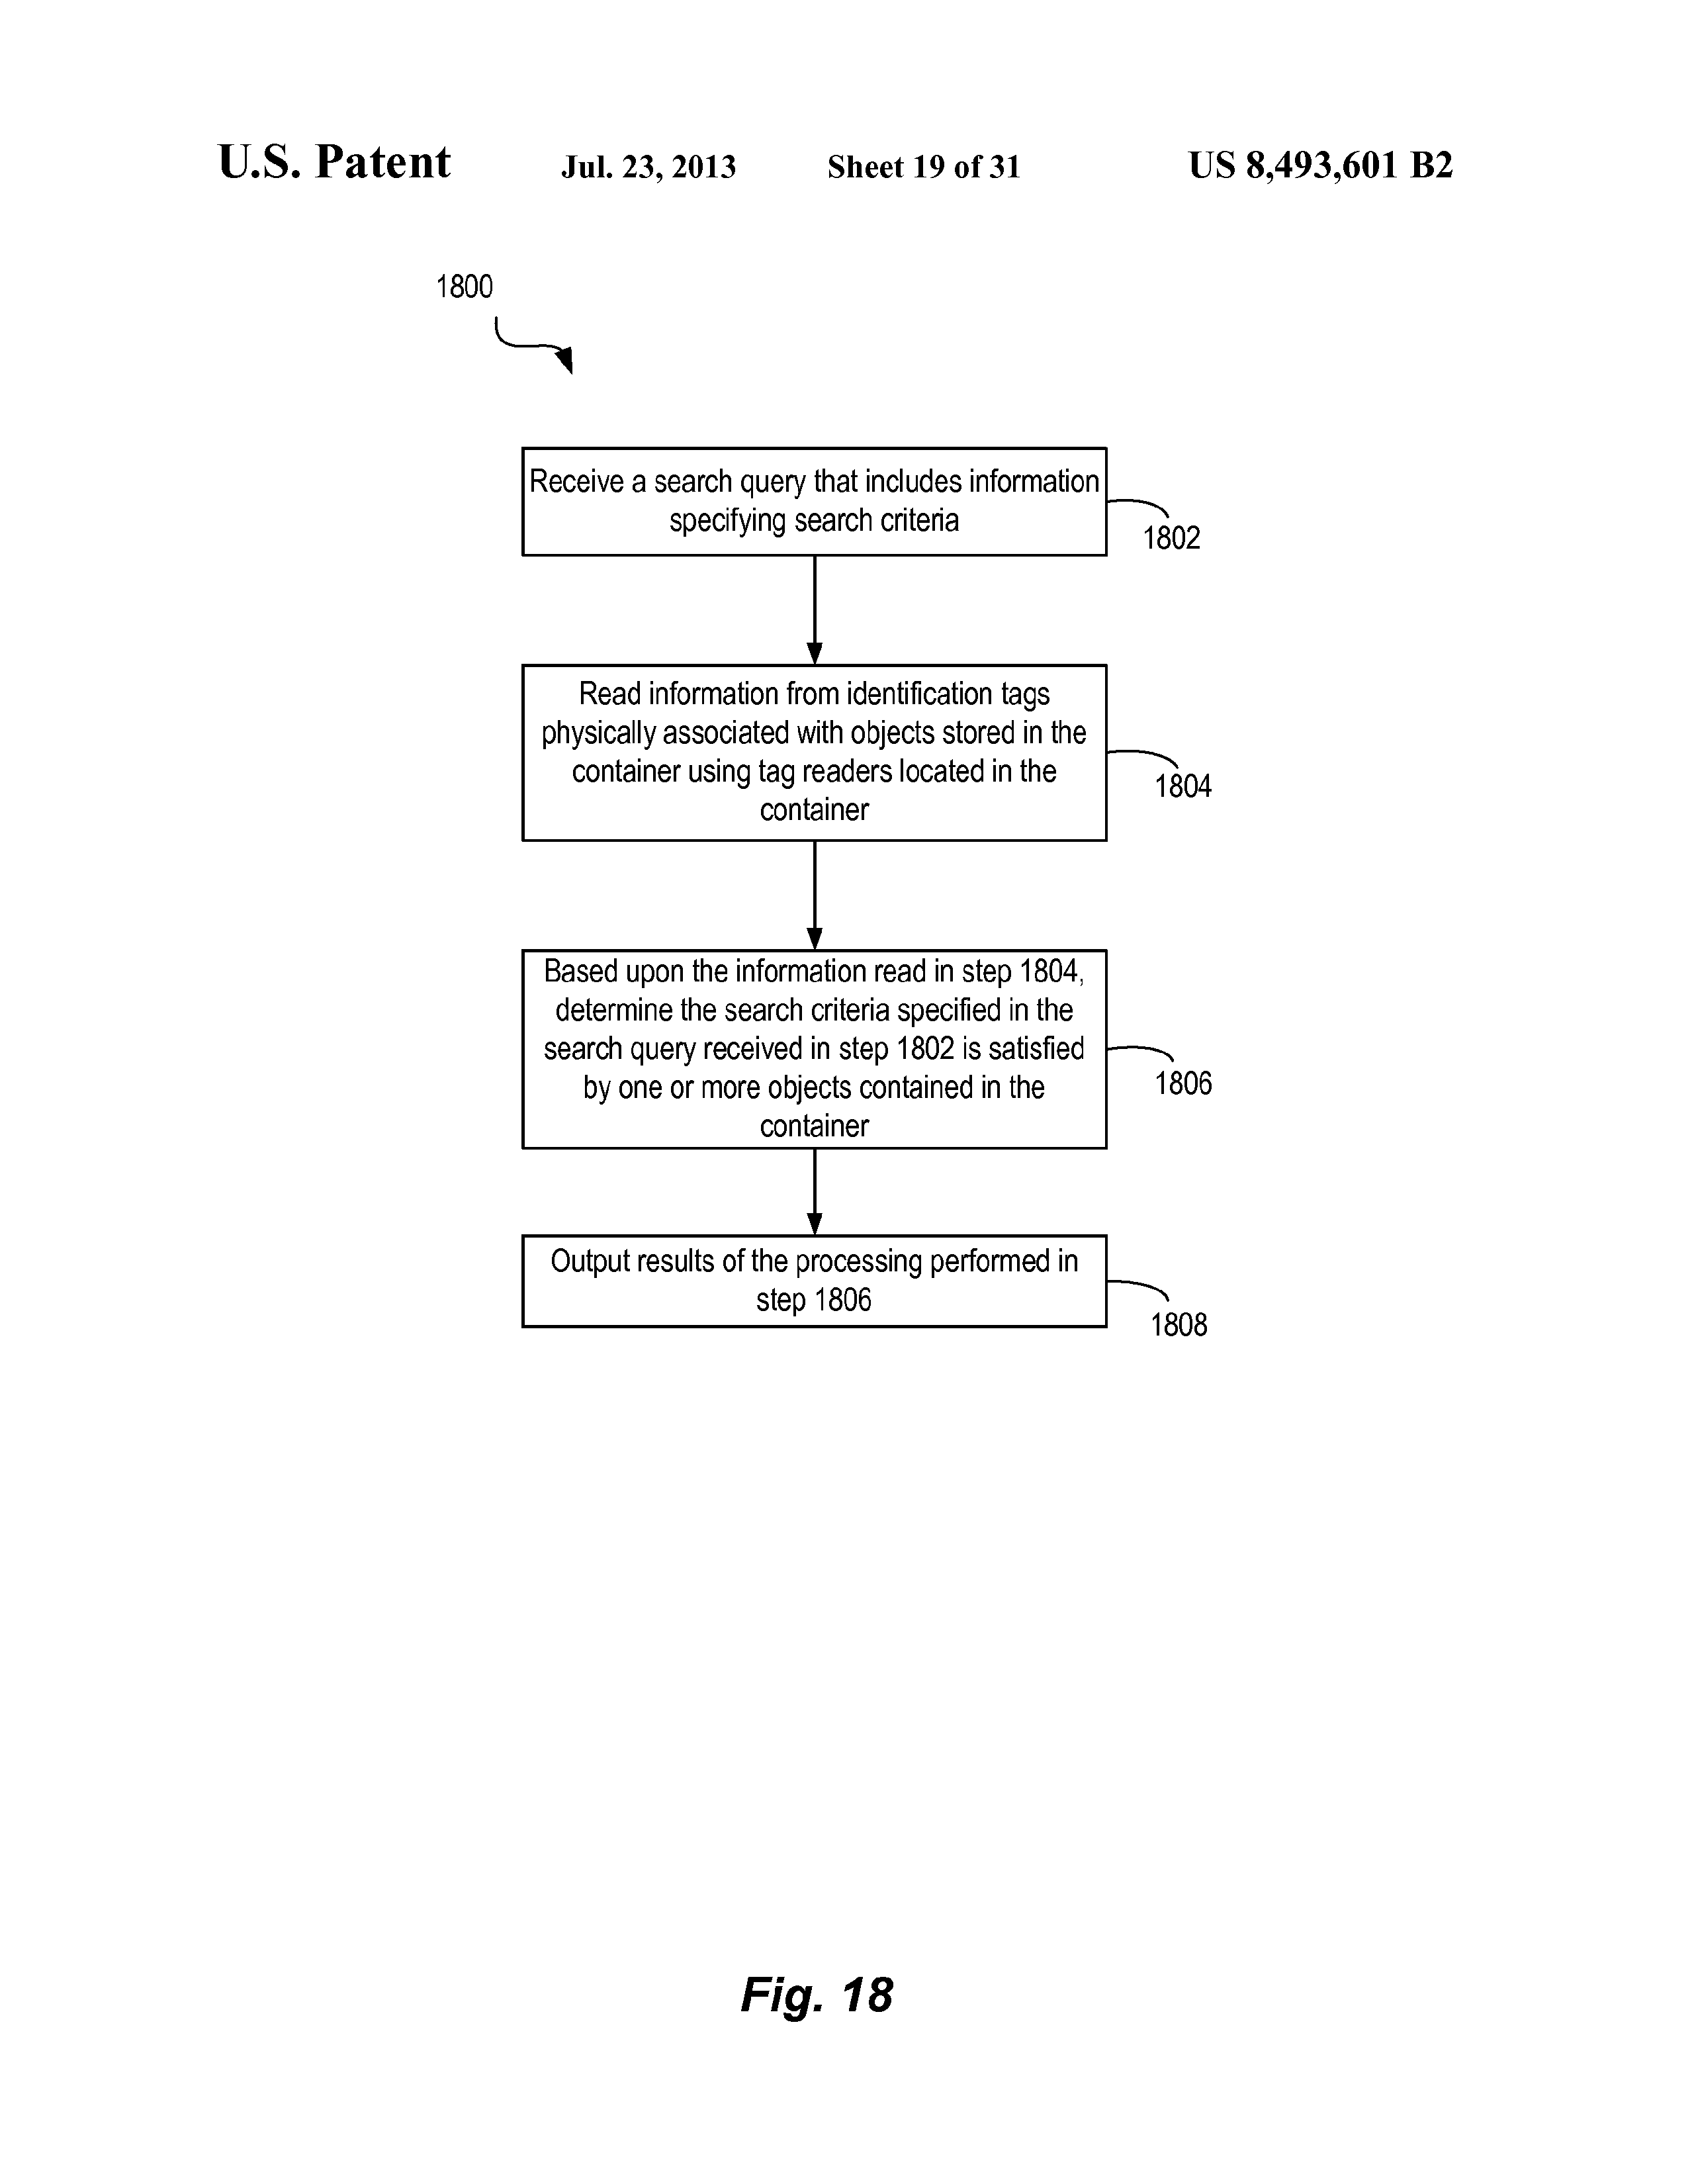 U.S. Patent Jul. 23, 2013 Sheet 19 of 31 US 8,493,601 B2
1800
Receive a search query that includes information
specifying search criteria
1802
Read information from identification tags
physically associated with objects stored in the
container using tag readers located in the
container
1804
Based upon the information read in step 1804,
determine the search criteria specified in the
search query received in step 1802 is satisfied
by one or more objects contained in the
container
1806
Output results of the processing performed in
step 1806
1808
Fig. 18